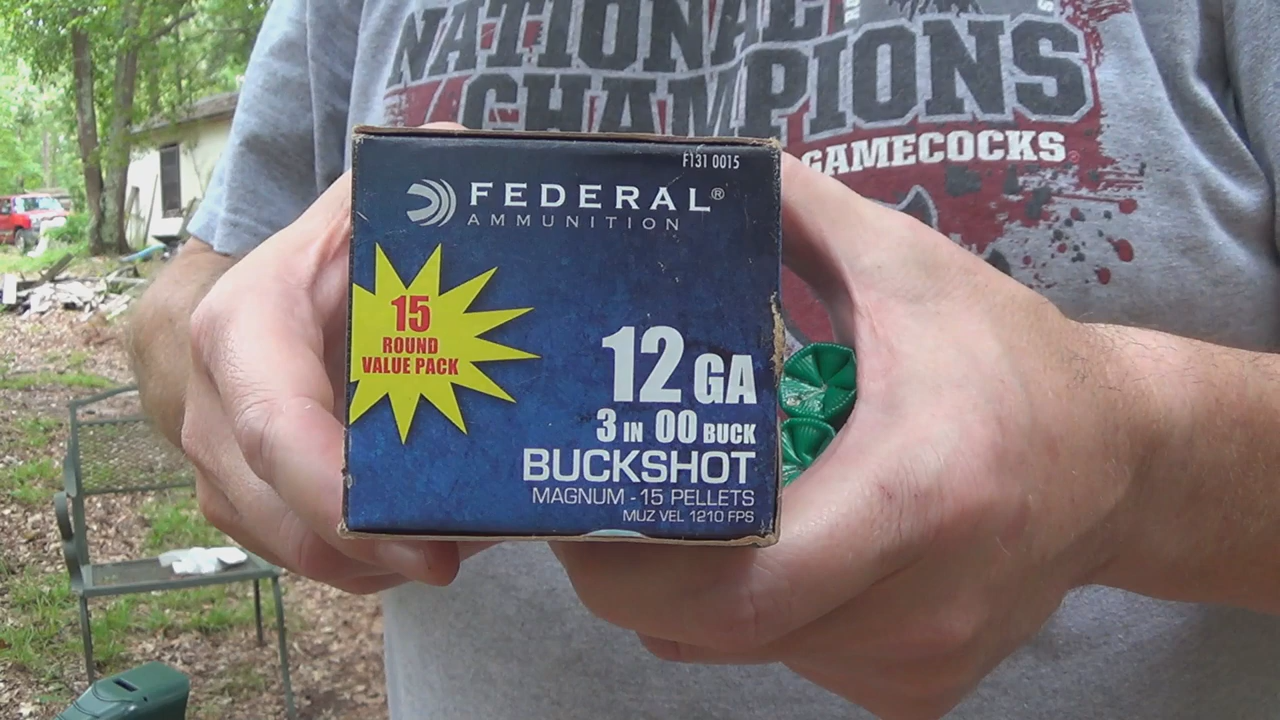 NATIONAL
CHAMPIONS
GAMECOCKS
F131 0015
FEDERAL®
AMMUNITION
15
ROUND
VALUE PACK
12 GA
3 IN 00 BUCK
BUCKSHOT
MAGNUM - 15 PELLETS
MUZ VEL 1210 FPS